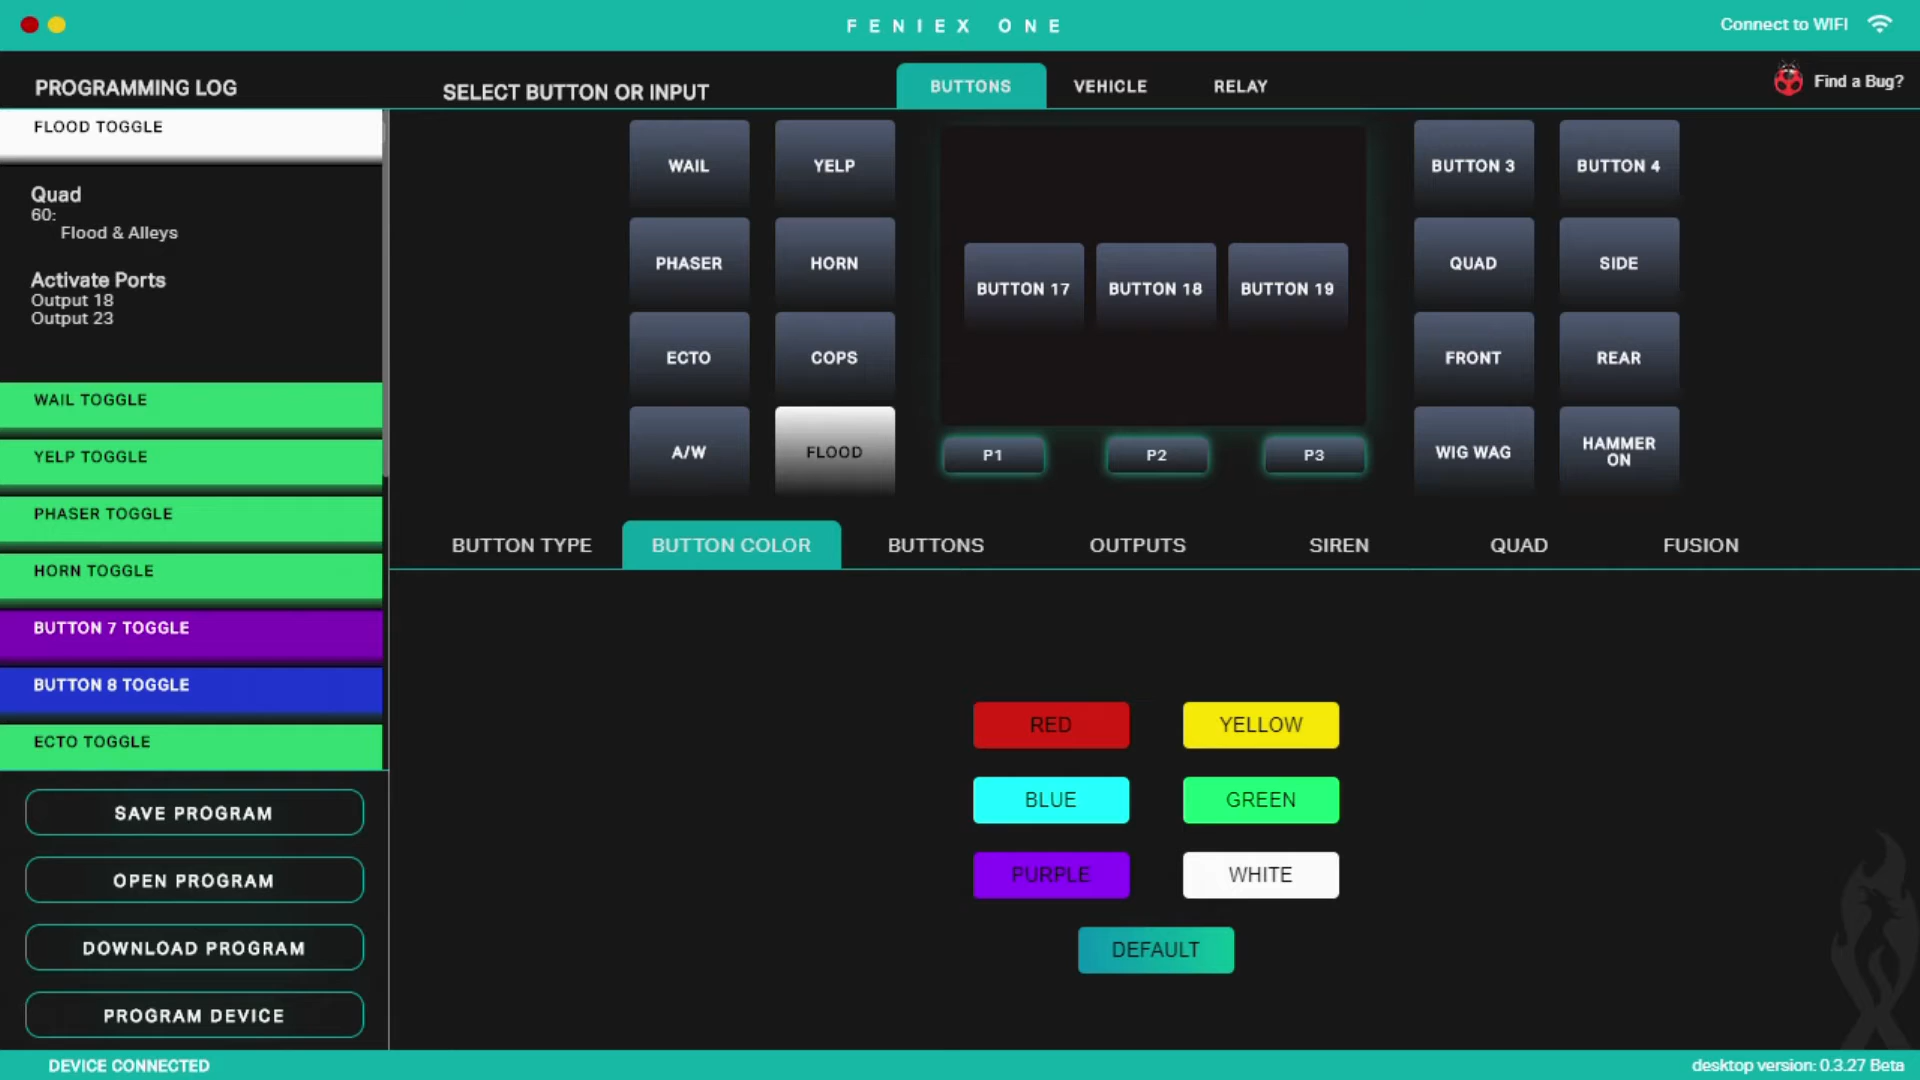 FENIEX ONE
Connect to WIFI
PROGRAMMING LOG
SELECT BUTTON OR INPUT
BUTTONS
VEHICLE
RELAY
Find a Bug?
FLOOD TOGGLE
Quad
60:
Flood & Alleys
Activate Ports
Output 18
Output 23
WAIL TOGGLE
YELP TOGGLE
PHASER TOGGLE
HORN TOGGLE
BUTTON 7 TOGGLE
BUTTON 8 TOGGLE
ECTO TOGGLE
SAVE PROGRAM
OPEN PROGRAM
DOWNLOAD PROGRAM
PROGRAM DEVICE
WAIL
YELP
PHASER
HORN
ECTO
COPS
A/W
FLOOD
BUTTON 17
BUTTON 18
BUTTON 19
P1
P2
P3
BUTTON 3
BUTTON 4
QUAD
SIDE
FRONT
REAR
WIG WAG
HAMMER
ON
BUTTON TYPE
BUTTON COLOR
BUTTONS
OUTPUTS
SIREN
QUAD
FUSION
RED
YELLOW
BLUE
GREEN
PURPLE
WHITE
DEFAULT
DEVICE CONNECTED
desktop version: 0.3.27 Beta